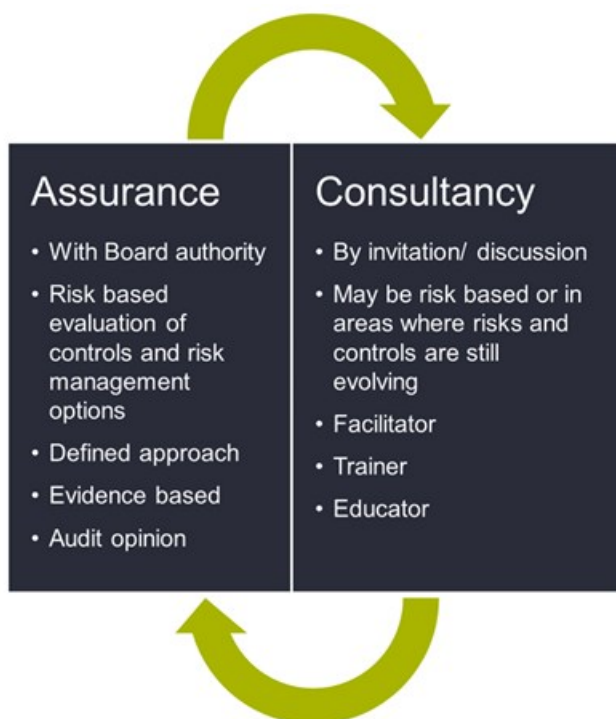 Assurance
• With Board authority
• Risk based
evaluation of
controls and risk
management
options
• Defined approach
• Evidence based
• Audit opinion
Consultancy
• By invitation/ discussion
• May be risk based or in
areas where risks and
controls are still
evolving
• Facilitator
• Trainer
• Educator